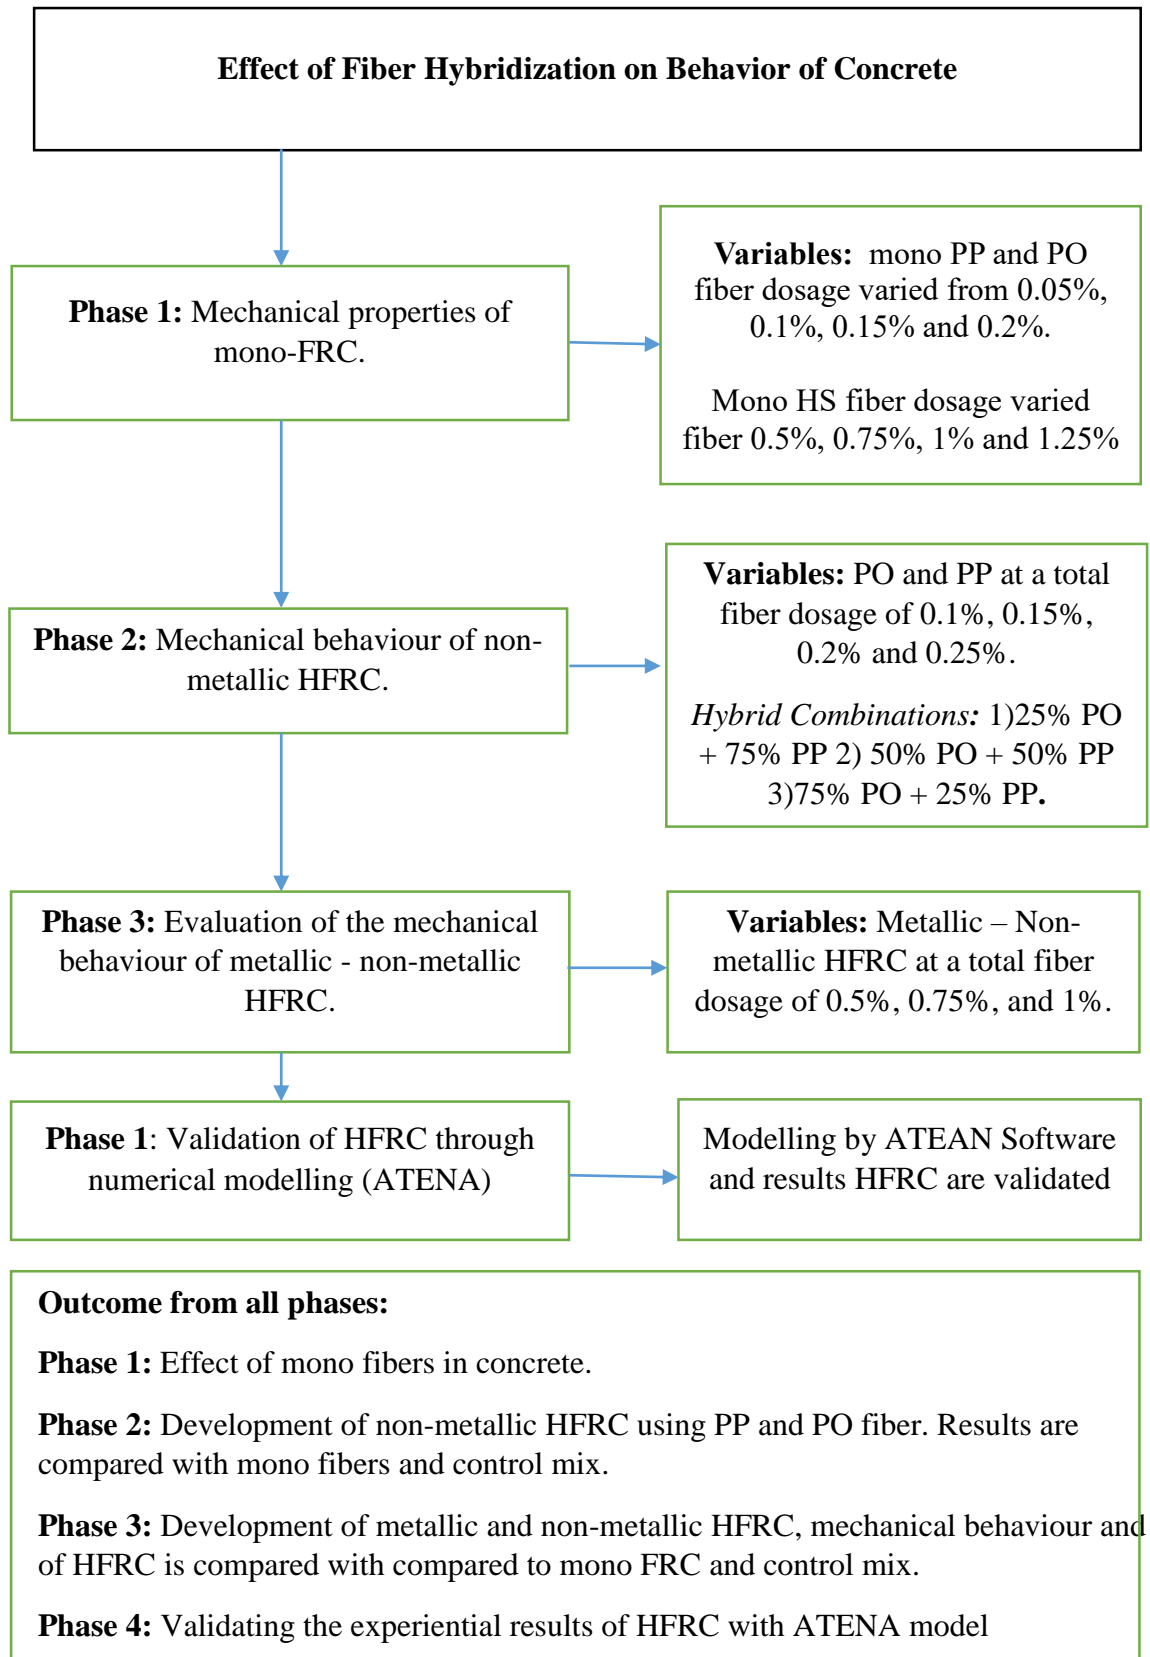 Effect of Fiber Hybridization on Behavior of Concrete
Phase 1: Mechanical properties of
mono-FRC.
Variables:  mono PP and PO
fiber dosage varied from 0.05%,
0.1%, 0.15% and 0.2%.
Mono HS fiber dosage varied
fiber 0.5%, 0.75%, 1% and 1.25%
Phase 2: Mechanical behaviour of non-
metallic HFRC.
Variables: PO and PP at a total
fiber dosage of 0.1%, 0.15%,
0.2% and 0.25%.
Hybrid Combinations: 1)25% PO
+ 75% PP 2) 50% PO + 50% PP
3)75% PO + 25% PP.
Phase 3: Evaluation of the mechanical
behaviour of metallic - non-metallic
HFRC.
Variables: Metallic – Non-
metallic HFRC at a total fiber
dosage of 0.5%, 0.75%, and 1%.
Phase 1: Validation of HFRC through
numerical modelling (ATENA)
Modelling by ATEAN Software
and results HFRC are validated
Outcome from all phases:
Phase 1: Effect of mono fibers in concrete.
Phase 2: Development of non-metallic HFRC using PP and PO fiber. Results are
compared with mono fibers and control mix.
Phase 3: Development of metallic and non-metallic HFRC, mechanical behaviour and
of HFRC is compared with compared to mono FRC and control mix.
Phase 4: Validating the experiential results of HFRC with ATENA model